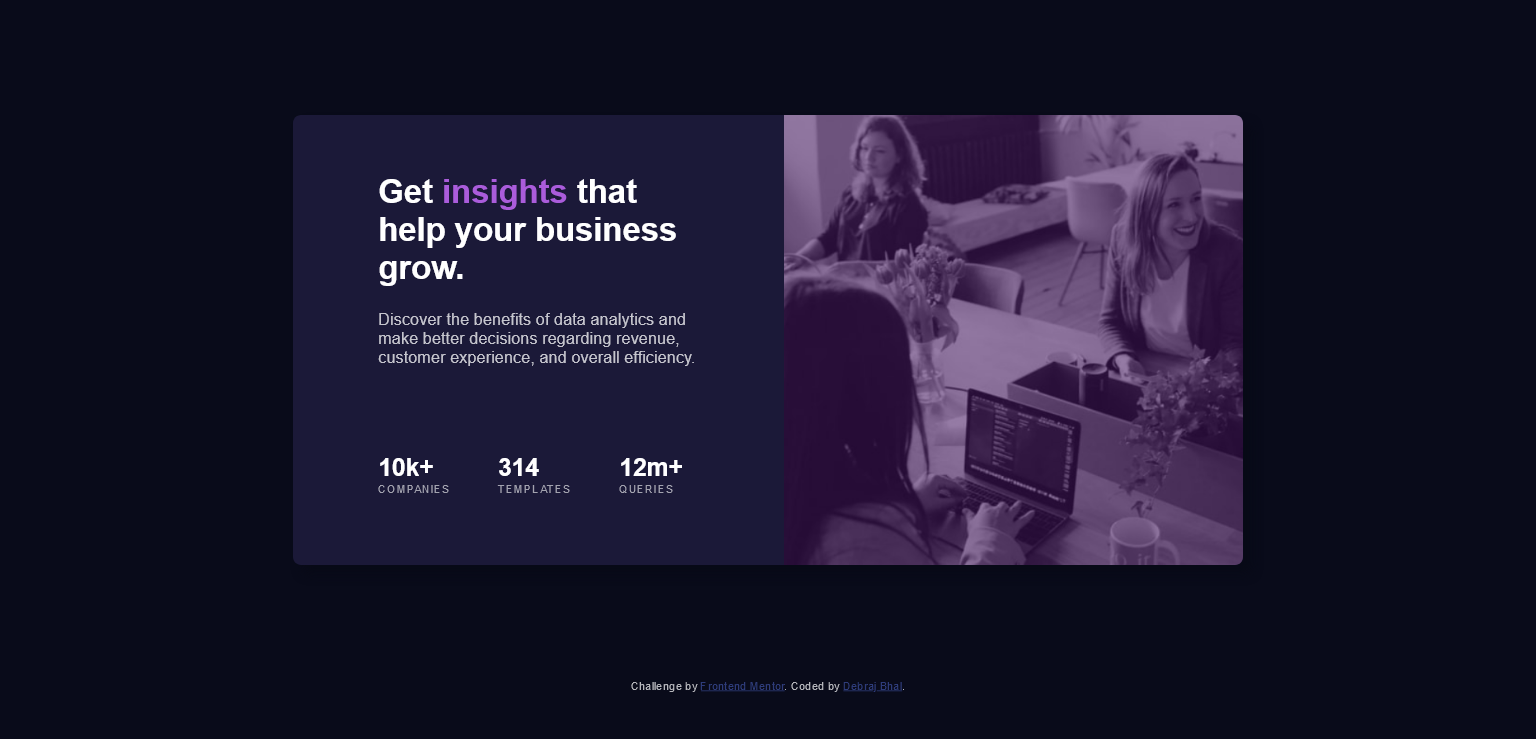 Get insights that
help your business
grow.
Discover the benefits of data analytics and
make better decisions regarding revenue,
customer experience, and overall efficiency.
10k+ 314 12m+
COMPANIES TEMPLATES QUERIES
Challenge by Frontend Mentor. Coded by Debraj Bhal.